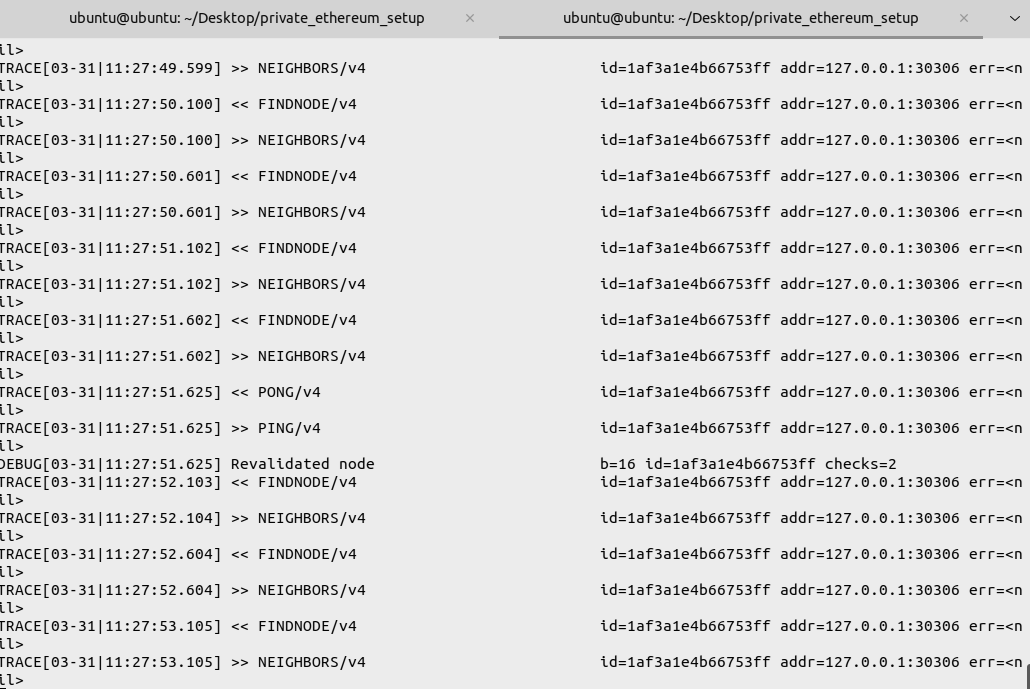 ubuntu@ubuntu: ~/Desktop/private_ethereum_setup × ubuntu@ubuntu: ~/Desktop/private_ethereum_setup ×
il>
TRACE[03-31|11:27:49.599] >> NEIGHBORS/v4 id=1af3a1e4b66753ff addr=127.0.0.1:30306 err=<n
il>
TRACE[03-31|11:27:50.100] << FINDNODE/v4 id=1af3a1e4b66753ff addr=127.0.0.1:30306 err=<n
il>
TRACE[03-31|11:27:50.100] >> NEIGHBORS/v4 id=1af3a1e4b66753ff addr=127.0.0.1:30306 err=<n
il>
TRACE[03-31|11:27:50.601] << FINDNODE/v4 id=1af3a1e4b66753ff addr=127.0.0.1:30306 err=<n
il>
TRACE[03-31|11:27:50.601] >> NEIGHBORS/v4 id=1af3a1e4b66753ff addr=127.0.0.1:30306 err=<n
il>
TRACE[03-31|11:27:51.102] << FINDNODE/v4 id=1af3a1e4b66753ff addr=127.0.0.1:30306 err=<n
il>
TRACE[03-31|11:27:51.102] >> NEIGHBORS/v4 id=1af3a1e4b66753ff addr=127.0.0.1:30306 err=<n
il>
TRACE[03-31|11:27:51.602] << FINDNODE/v4 id=1af3a1e4b66753ff addr=127.0.0.1:30306 err=<n
il>
TRACE[03-31|11:27:51.602] >> NEIGHBORS/v4 id=1af3a1e4b66753ff addr=127.0.0.1:30306 err=<n
il>
TRACE[03-31|11:27:51.625] << PONG/v4 id=1af3a1e4b66753ff addr=127.0.0.1:30306 err=<n
il>
TRACE[03-31|11:27:51.625] >> PING/v4 id=1af3a1e4b66753ff addr=127.0.0.1:30306 err=<n
il>
DEBUG[03-31|11:27:51.625] Revalidated node b=16 id=1af3a1e4b66753ff checks=2
TRACE[03-31|11:27:52.103] << FINDNODE/v4 id=1af3a1e4b66753ff addr=127.0.0.1:30306 err=<n
il>
TRACE[03-31|11:27:52.104] >> NEIGHBORS/v4 id=1af3a1e4b66753ff addr=127.0.0.1:30306 err=<n
il>
TRACE[03-31|11:27:52.604] << FINDNODE/v4 id=1af3a1e4b66753ff addr=127.0.0.1:30306 err=<n
il>
TRACE[03-31|11:27:52.604] >> NEIGHBORS/v4 id=1af3a1e4b66753ff addr=127.0.0.1:30306 err=<n
il>
TRACE[03-31|11:27:53.105] << FINDNODE/v4 id=1af3a1e4b66753ff addr=127.0.0.1:30306 err=<n
il>
TRACE[03-31|11:27:53.105] >> NEIGHBORS/v4 id=1af3a1e4b66753ff addr=127.0.0.1:30306 err=<n
il>